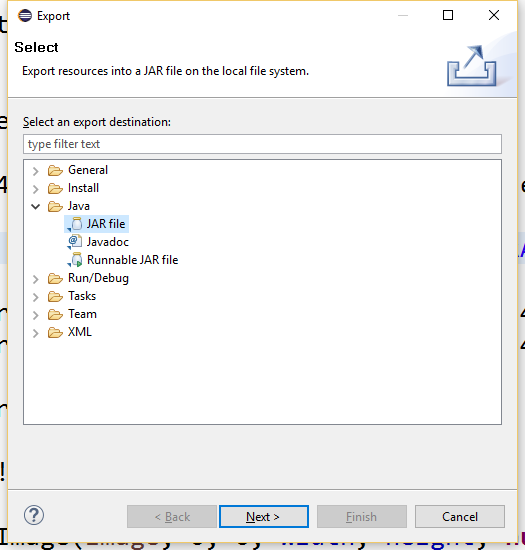 Export
Select
Export resources into a JAR file on the local file system.
Select an export destination:
type filter text
General
Install
Java
JAR file
Javadoc
Runnable JAR file
Run/Debug
Tasks
Team
XML
< Back
Next >
Finish
Cancel